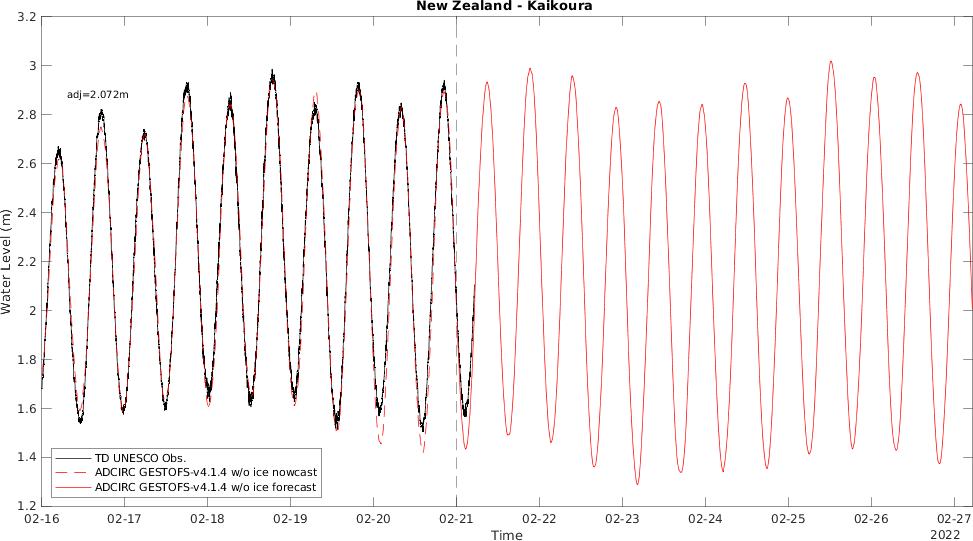 New Zealand - Kaikoura
3.2
3
2.8
2.6
2.4
2.2
2
1.8
1.6
1.4
1.2
Water Level (m)
adj=2.072m
TD UNESCO Obs.
ADCIRC GESTOFS-v4.1.4 w/o ice nowcast
ADCIRC GESTOFS-v4.1.4 w/o ice forecast
02-16 02-17 02-18 02-19 02-20 02-21 02-22 02-23 02-24 02-25 02-26 02-27
Time
2022